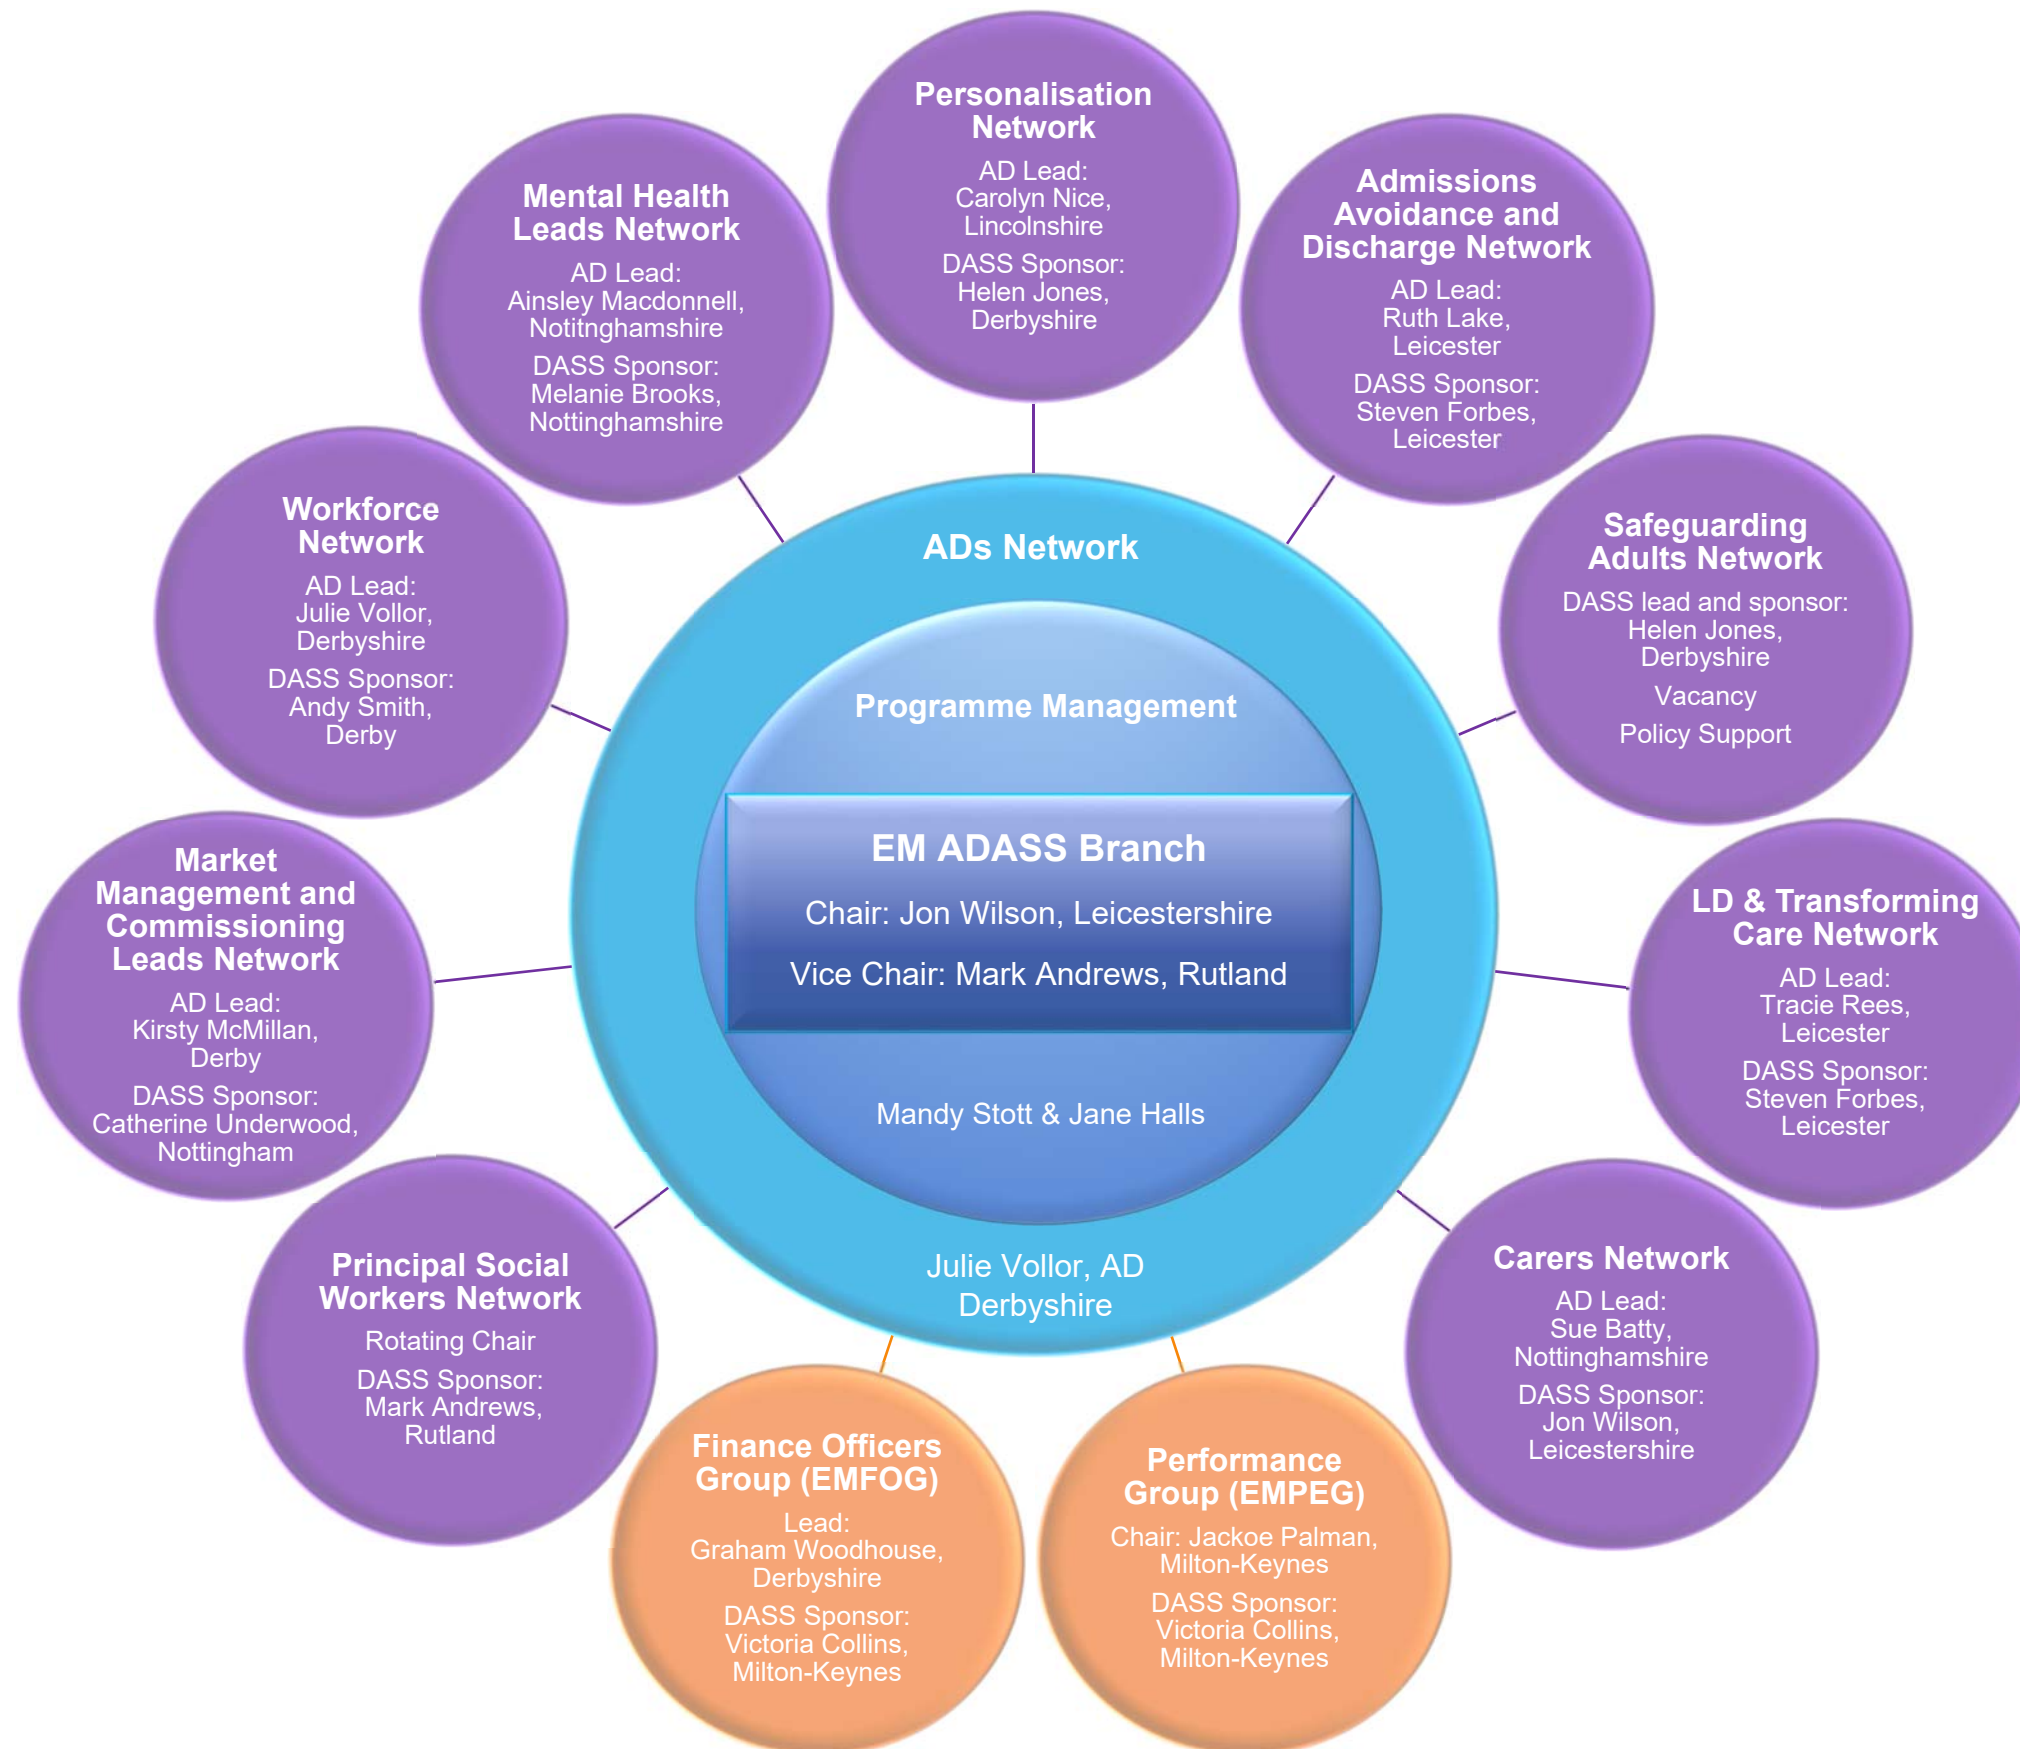 Personalisation
Network
AD Lead:
Carolyn Nice,
Lincolnshire
DASS Sponsor:
Helen Jones,
Derbyshire
Mental Health
Leads Network
AD Lead:
Ainsley Macdonnell,
Notitnghamshire
DASS Sponsor:
Melanie Brooks,
Nottinghamshire
Admissions
Avoidance and
Discharge Network
AD Lead:
Ruth Lake,
Leicester
DASS Sponsor:
Steven Forbes,
Leicester
Workforce
Network
AD Lead:
Julie Vollor,
Derbyshire
DASS Sponsor:
Andy Smith,
Derby
Safeguarding
Adults Network
DASS lead and sponsor:
Helen Jones,
Derbyshire
Vacancy
Policy Support
ADs Network
Programme Management
EM ADASS Branch
Chair: Jon Wilson, Leicestershire
Vice Chair: Mark Andrews, Rutland
Mandy Stott & Jane Halls
Julie Vollor, AD
Derbyshire
Market
Management and
Commissioning
Leads Network
AD Lead:
Kirsty McMillan,
Derby
DASS Sponsor:
Catherine Underwood,
Nottingham
LD & Transforming
Care Network
AD Lead:
Tracie Rees,
Leicester
DASS Sponsor:
Steven Forbes,
Leicester
Principal Social
Workers Network
Rotating Chair
DASS Sponsor:
Mark Andrews,
Rutland
Carers Network
AD Lead:
Sue Batty,
Nottinghamshire
DASS Sponsor:
Jon Wilson,
Leicestershire
Finance Officers
Group (EMFOG)
Lead:
Graham Woodhouse,
Derbyshire
DASS Sponsor:
Victoria Collins,
Milton-Keynes
Performance
Group (EMPEG)
Chair: Jackoe Palman,
Milton-Keynes
DASS Sponsor:
Victoria Collins,
Milton-Keynes